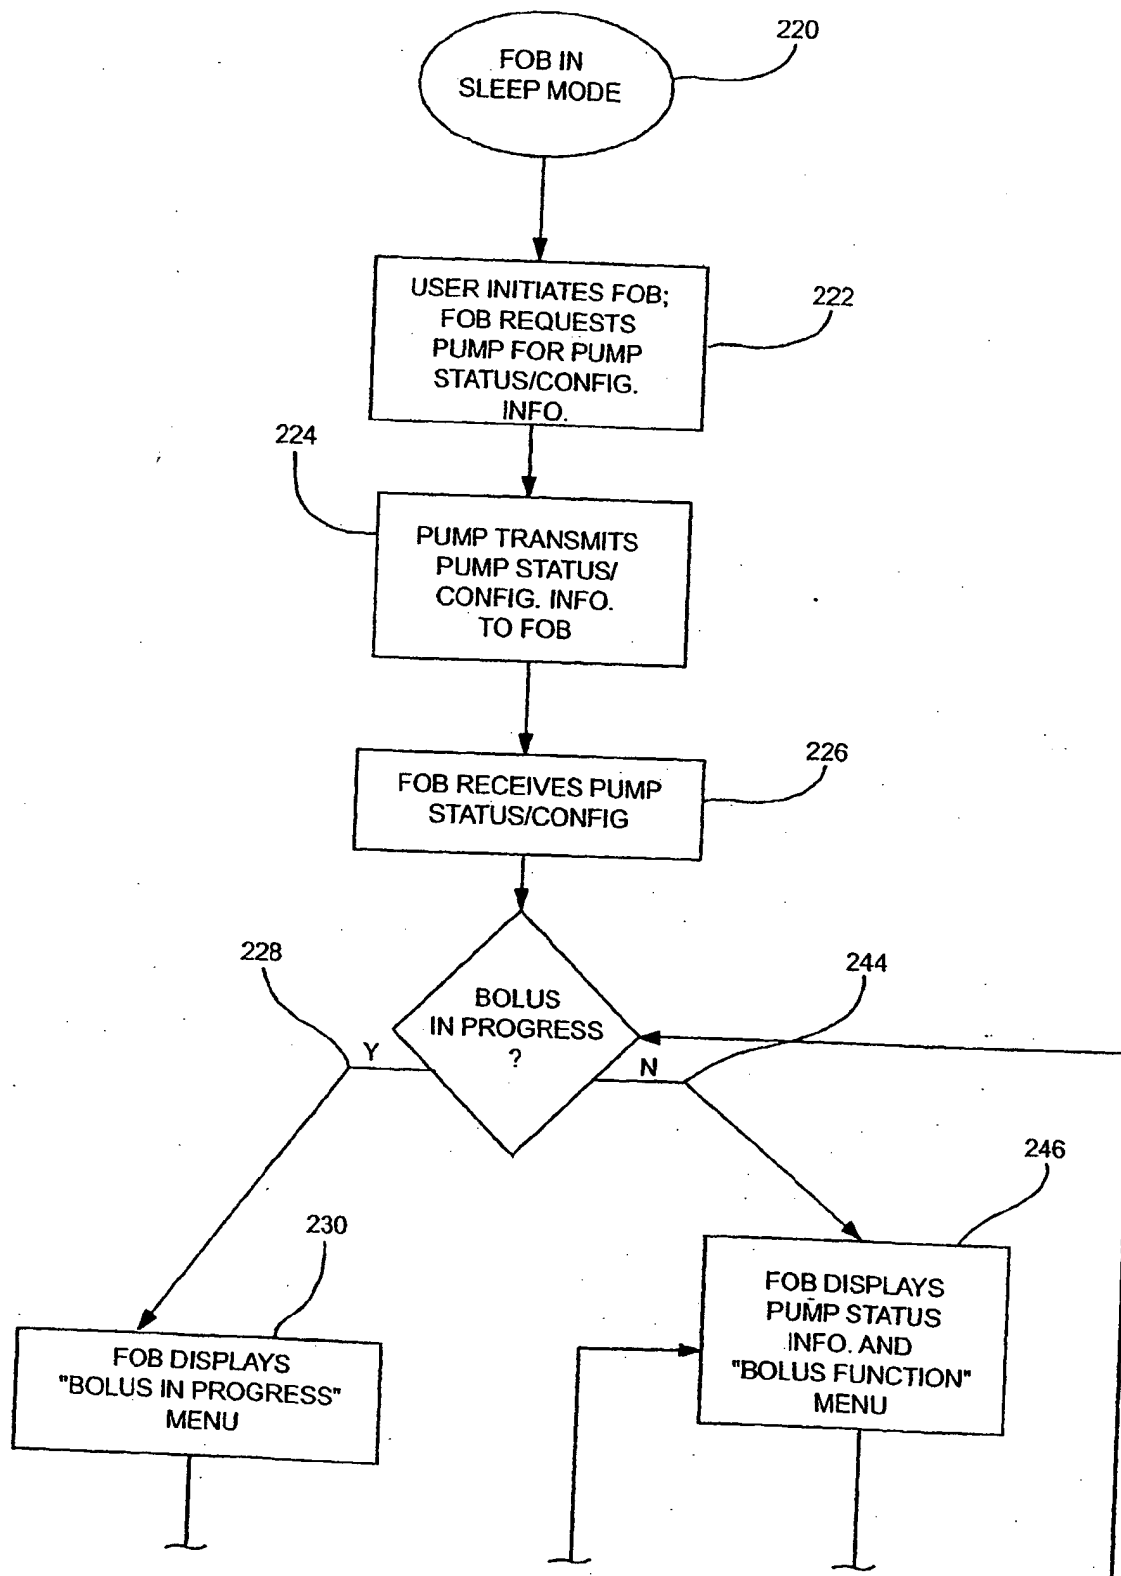 220
FOB IN
SLEEP MODE
222
USER INITIATES FOB;
FOB REQUESTS
PUMP FOR PUMP
STATUS/CONFIG.
INFO.
224
PUMP TRANSMITS
PUMP STATUS/
CONFIG. INFO.
TO FOB
226
FOB RECEIVES PUMP
STATUS/CONFIG
228
244
BOLUS
IN PROGRESS
?
Y
N
246
230
FOB DISPLAYS
PUMP STATUS
INFO. AND
"BOLUS FUNCTION"
MENU
FOB DISPLAYS
"BOLUS IN PROGRESS"
MENU